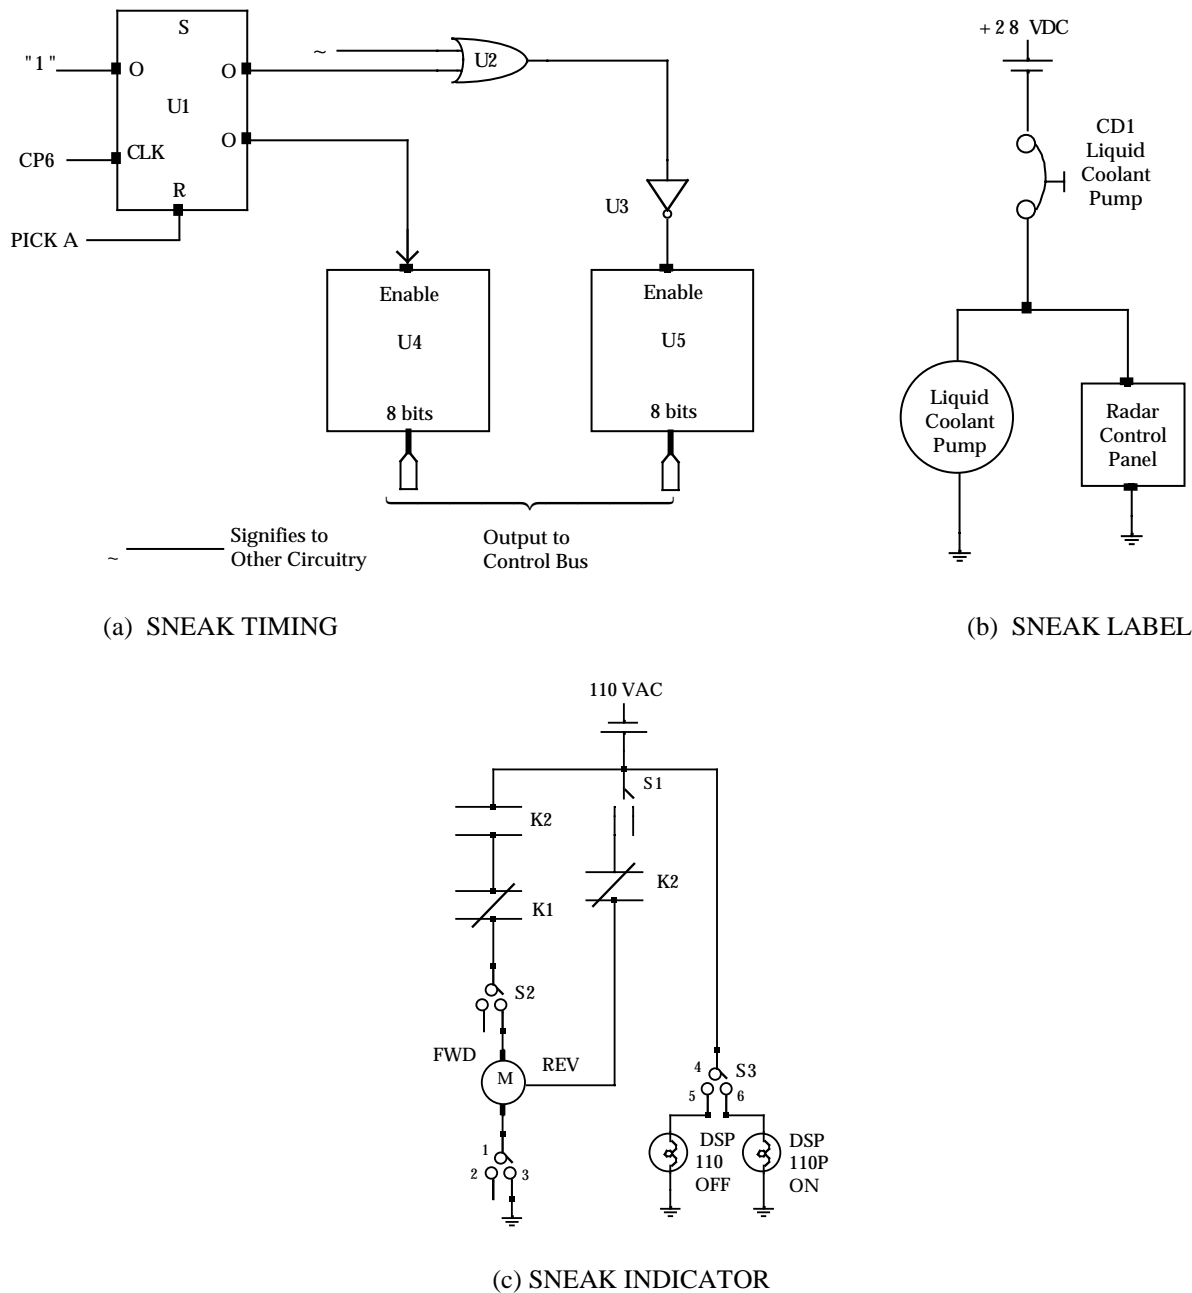 S
"1"
O
O
U1
O
CLK
CP6
R
PICK A
~
U2
U3
Enable
U4
8 bits
Enable
U5
8 bits
~
Signifies to
Other Circuitry
Output to
Control Bus
(a) SNEAK TIMING
+28 VDC
CD1
Liquid
Coolant
Pump
Liquid
Coolant
Pump
Radar
Control
Panel
(b) SNEAK LABEL
110 VAC
S1
K2
K2
K1
S2
FWD
M
REV
1
2
3
4
S3
5
6
DSP
110
OFF
DSP
110P
ON
(c) SNEAK INDICATOR